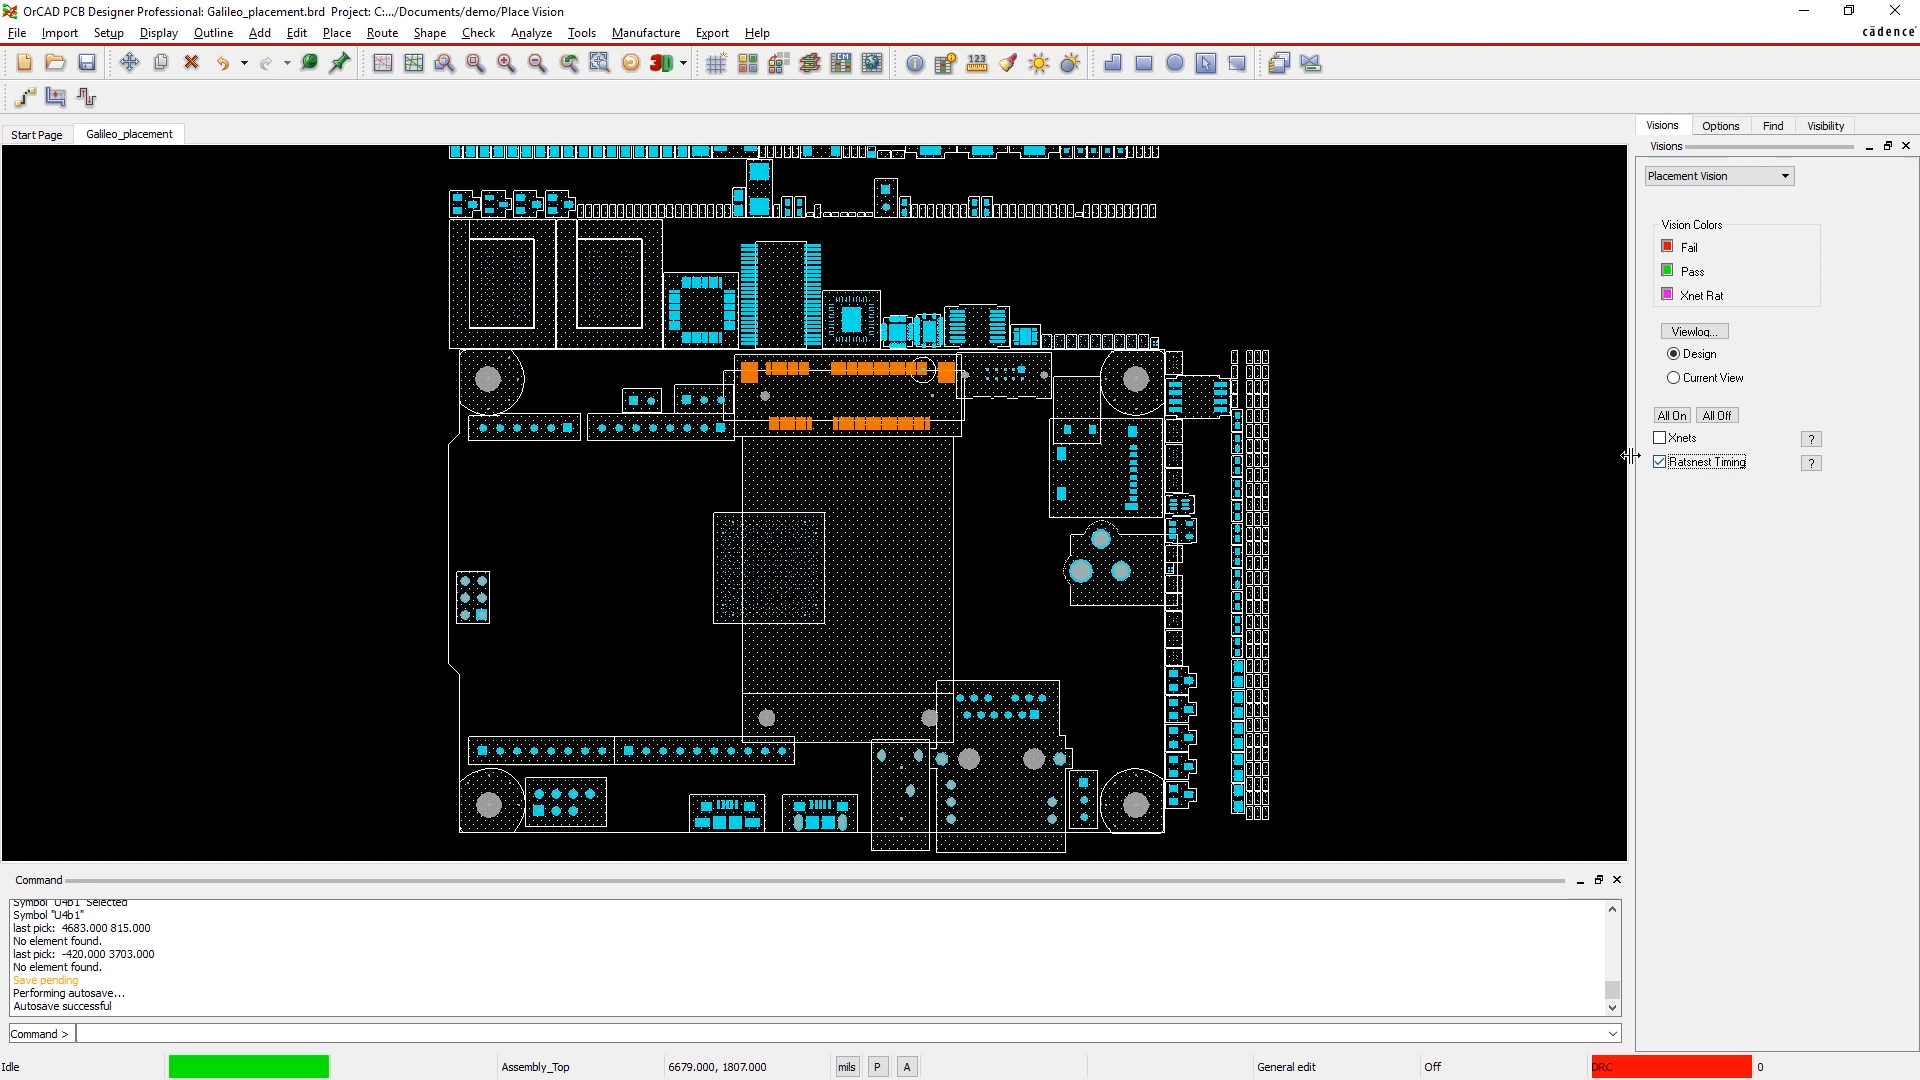 OrCAD PCB Designer Professional: Galileo_placement.brd Project: C:.../Documents/demo/Place Vision
File Import Setup Display Outline Add Edit Place Route Shape Check Analyze Tools Manufacture Export Help
cādence
3D
123
Start Page
Galileo_placement
Visions Options Find Visibility
Visions
Placement Vision
Vision Colors
Fail
Pass
Xnet Rat
Viewlog...
Design
Current View
All On All Off
Xnets ?
Ratsnest Timing ?
Command
Symbol "U4b1" Selected
Symbol "U4b1"
last pick: 4683.000 815.000
No element found.
last pick: -420.000 3703.000
No element found.
Save pending
Performing autosave...
Autosave successful
Command >
Idle
Assembly_Top
6679.000, 1807.000
mils
P
A
General edit
Off
DRC
0